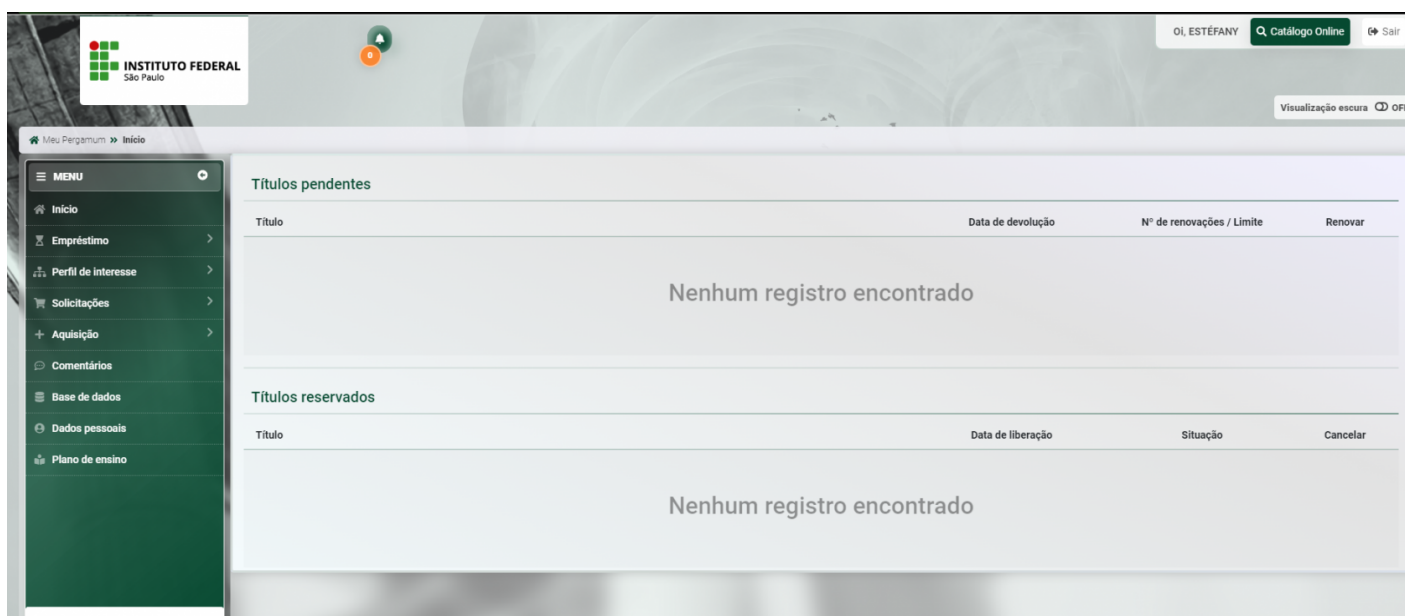 INSTITUTO FEDERAL
São Paulo
0
Oi, ESTÉFANY
Catálogo Online
Sair
Visualização escura
Meu Pergamum » Início
MENU
Início
Empréstimo
Perfil de interesse
Solicitações
Aquisição
Comentários
Base de dados
Dados pessoais
Plano de ensino
Títulos pendentes
Título Data de devolução Nº de renovações / Limite Renovar
Nenhum registro encontrado
Títulos reservados
Título Data de liberação Situação Cancelar
Nenhum registro encontrado